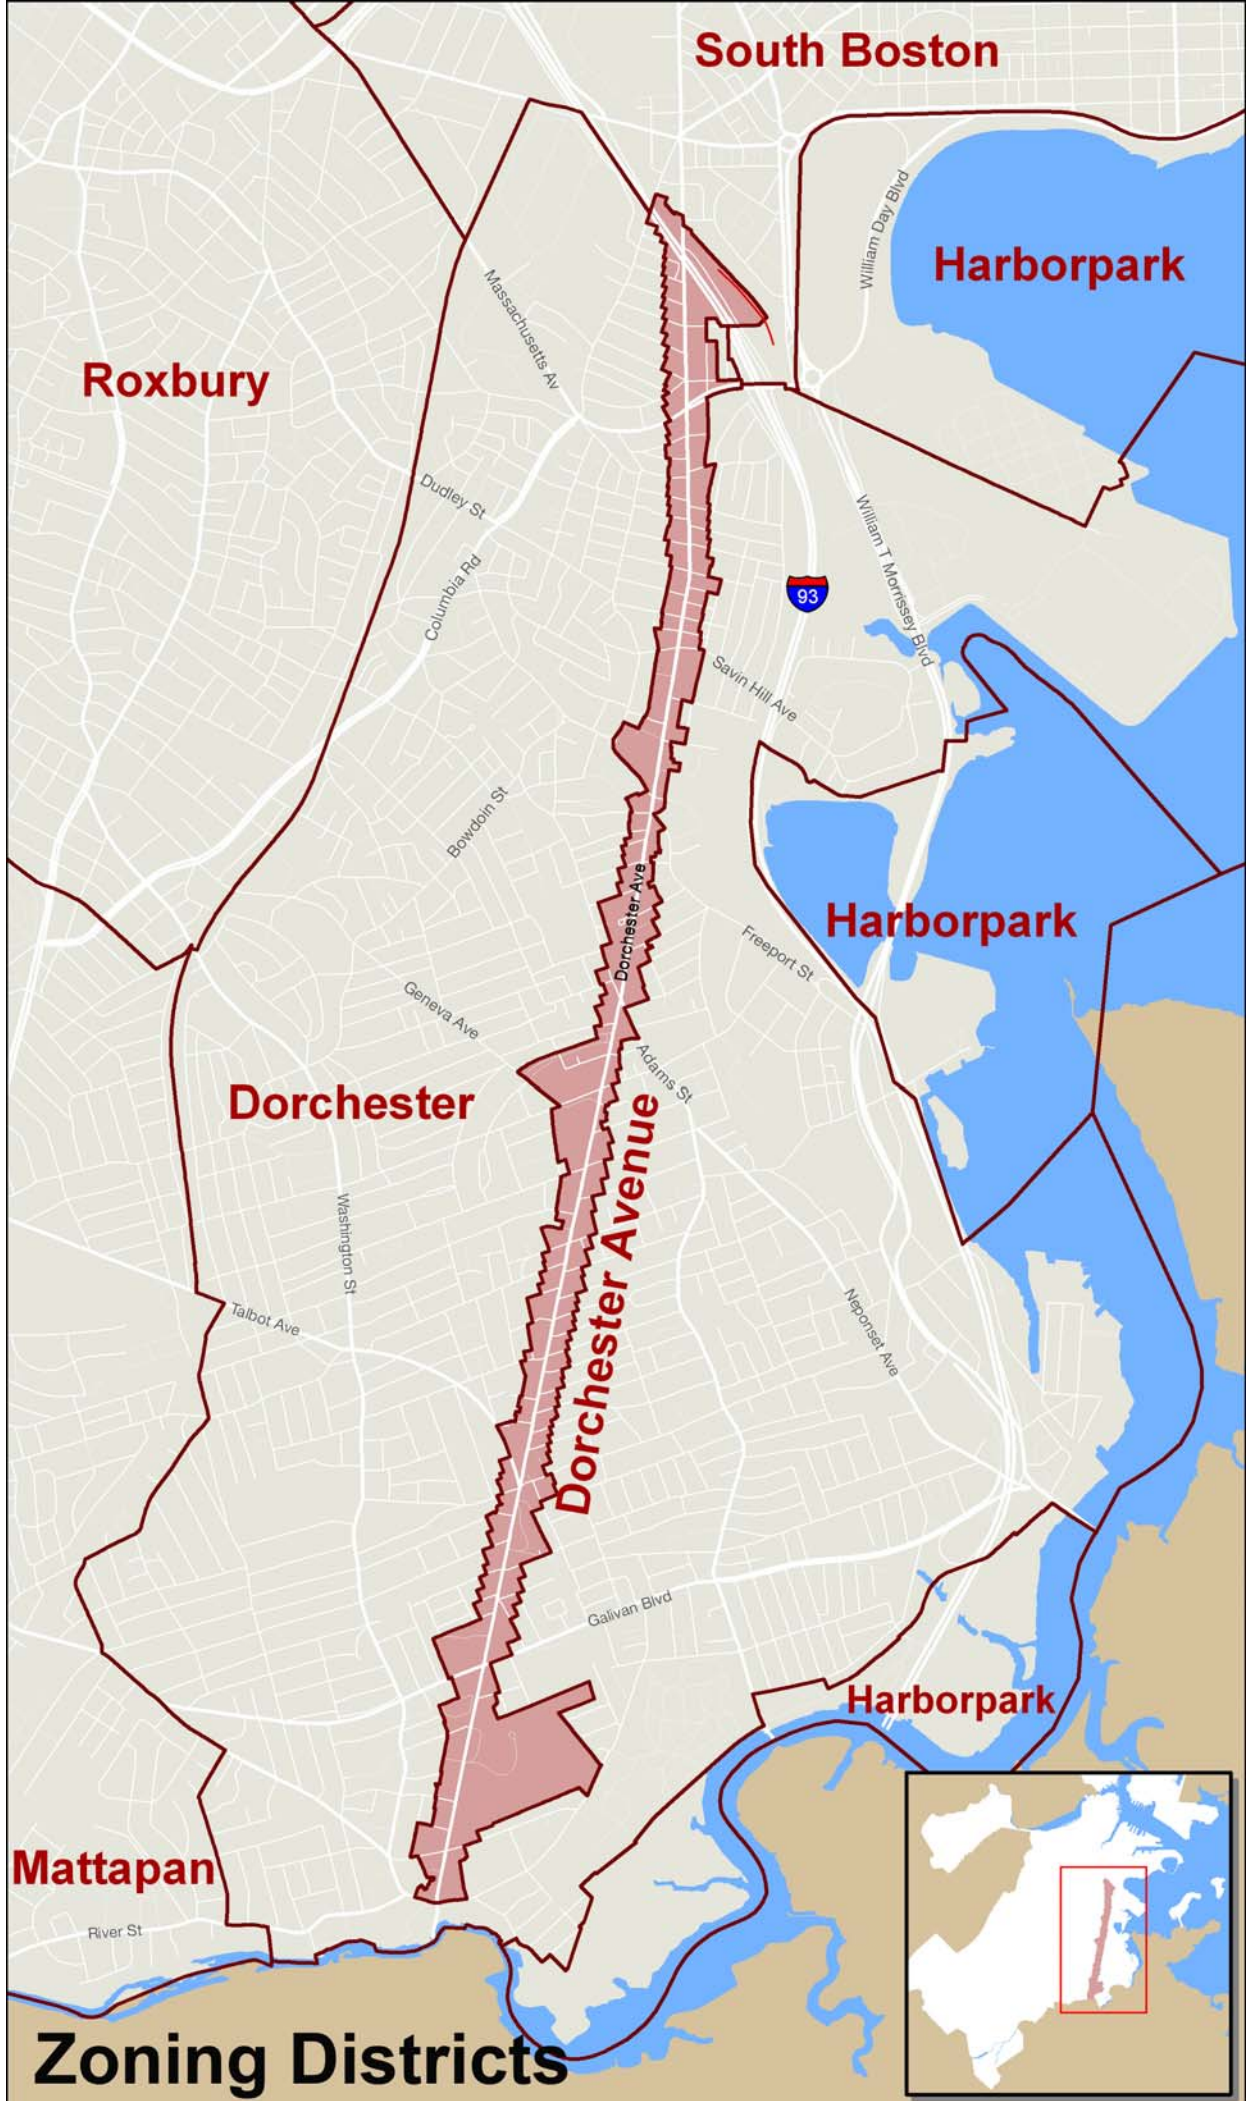 South Boston
William Day Blvd
Harborpark
Massachusetts Av
Roxbury
Dudley St
William T Morrissey Blvd
Columbia Rd
93
Savin Hill Ave
Bowdoin St
Dorchester Ave
Harborpark
Freeport St
Geneva Ave
Adams St
Dorchester
Dorchester Avenue
Washington St
Talbot Ave
Neponset Ave
Galivan Blvd
Harborpark
Mattapan
River St
Zoning Districts